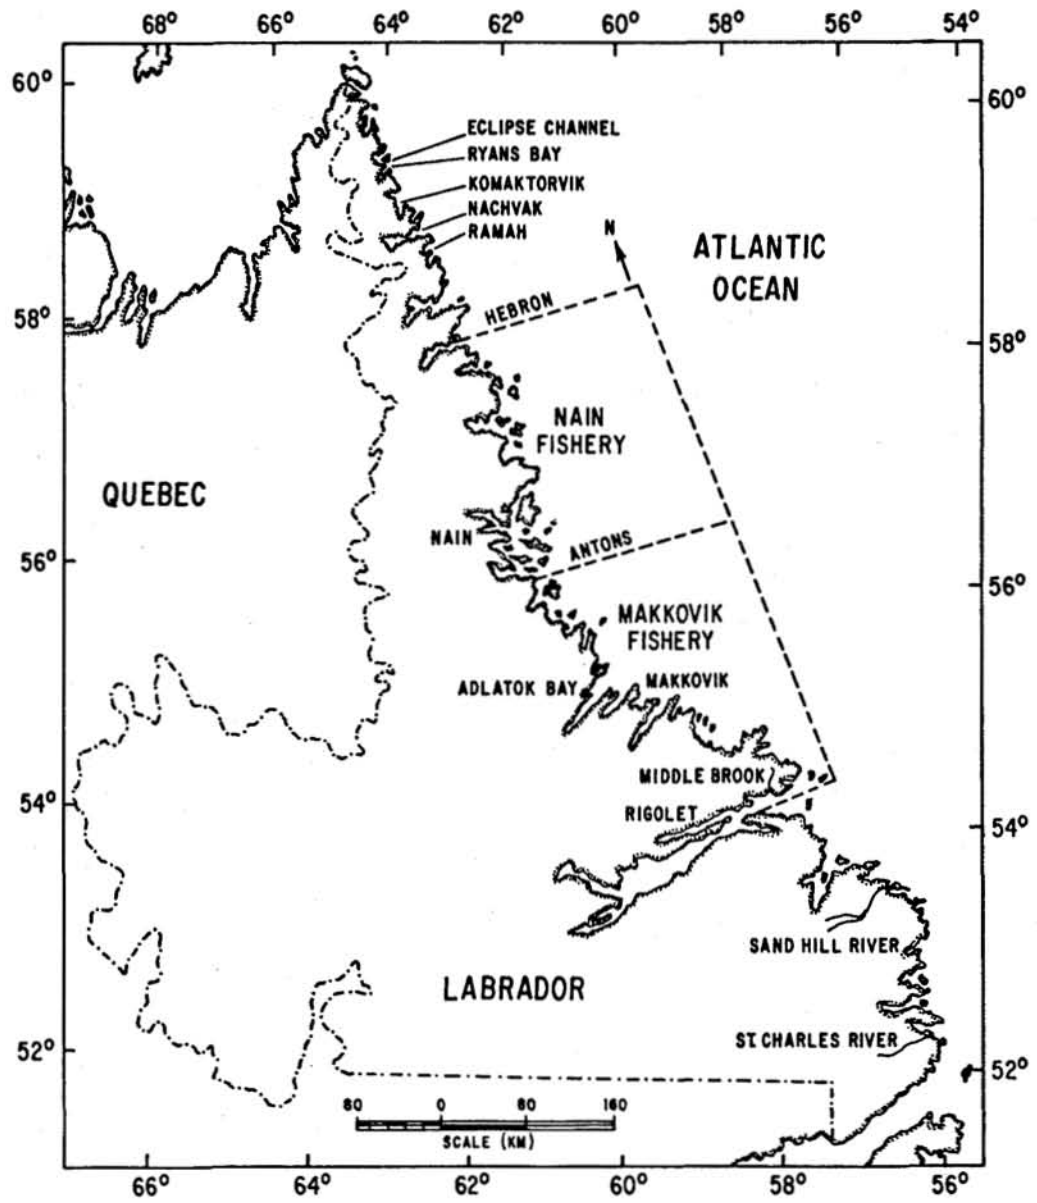 68° 66° 64° 62° 60° 58° 56° 54°
60° 60°
ECLIPSE CHANNEL
RYANS BAY
KOMAKTORVIK
NACHVAK
RAMAH
N
ATLANTIC
OCEAN
HEBRON
58° 58°
NAIN
FISHERY
QUEBEC
NAIN
ANTONS
56° 56°
MAKKOVIK
FISHERY
ADLATOK BAY
MAKKOVIK
MIDDLE BROOK
54° 54°
RIGOLET
SAND HILL RIVER
LABRADOR
ST. CHARLES RIVER
52° 52°
80 0 80 160
SCALE (KM)
66° 64° 62° 60° 58° 56°